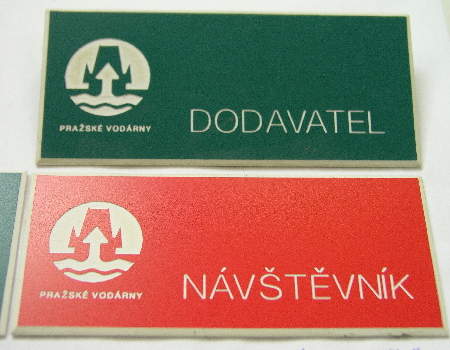 PRAŽSKÉ VODÁRNY
DODAVATEL
PRAŽSKÉ VODÁRNY
NÁVŠTĚVNÍK